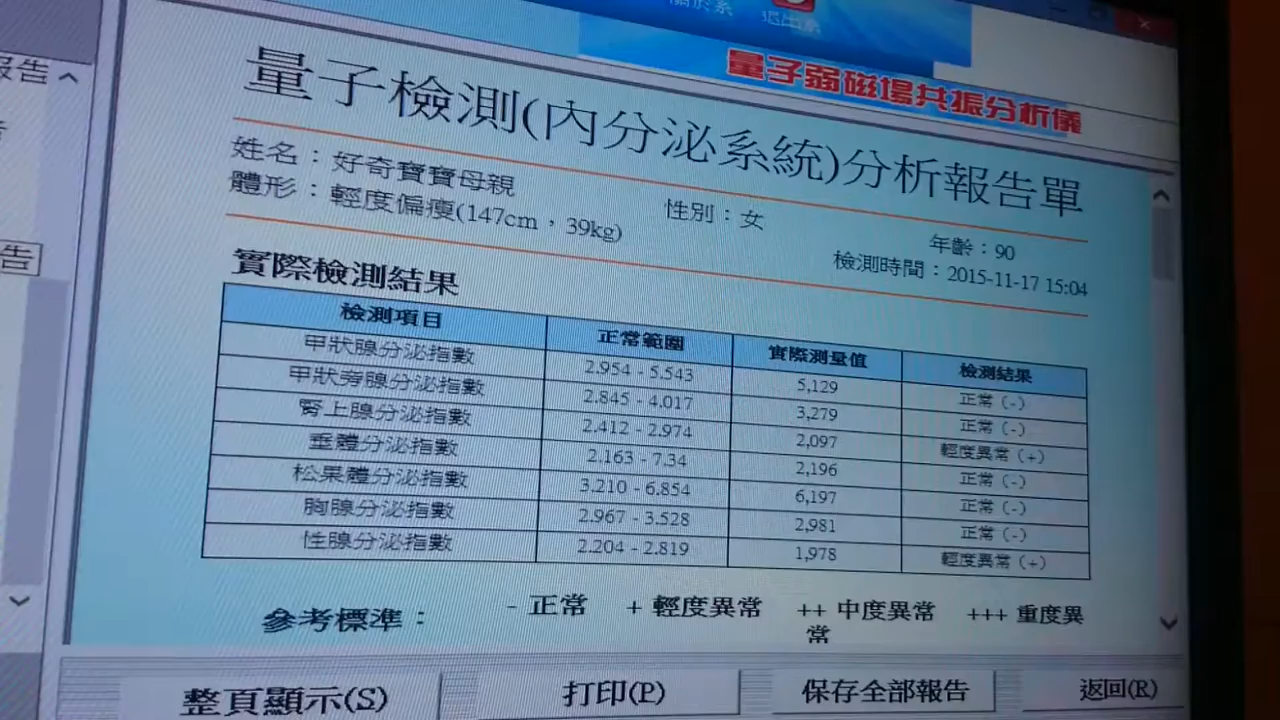 報告
關於系
退出系
量子弱磁場共振分析儀
量子檢測(內分泌系統)分析報告單
姓名：好奇寶寶母親 性別：女 年齡：90
體形：輕度偏瘦(147cm，39kg) 檢測時間：2015-11-17 15:04
實際檢測結果
檢測項目 正常範圍 實際測量值 檢測結果
甲狀腺分泌指數 2.954 - 5.543 5,129 正常（-）
甲狀旁腺分泌指數 2.845 - 4.017 3,279 正常（-）
腎上腺分泌指數 2.412 - 2.974 2,097 輕度異常（+）
垂體分泌指數 2.163 - 7.34 2,196 正常（-）
松果體分泌指數 3.210 - 6.854 6,197 正常（-）
胸腺分泌指數 2.967 - 3.528 2,981 正常（-）
性腺分泌指數 2.204 - 2.819 1,978 輕度異常（+）
告
參考標準： - 正常 + 輕度異常 ++ 中度異常 +++ 重度異
常
整頁顯示(S) 打印(P) 保存全部報告 返回(R)